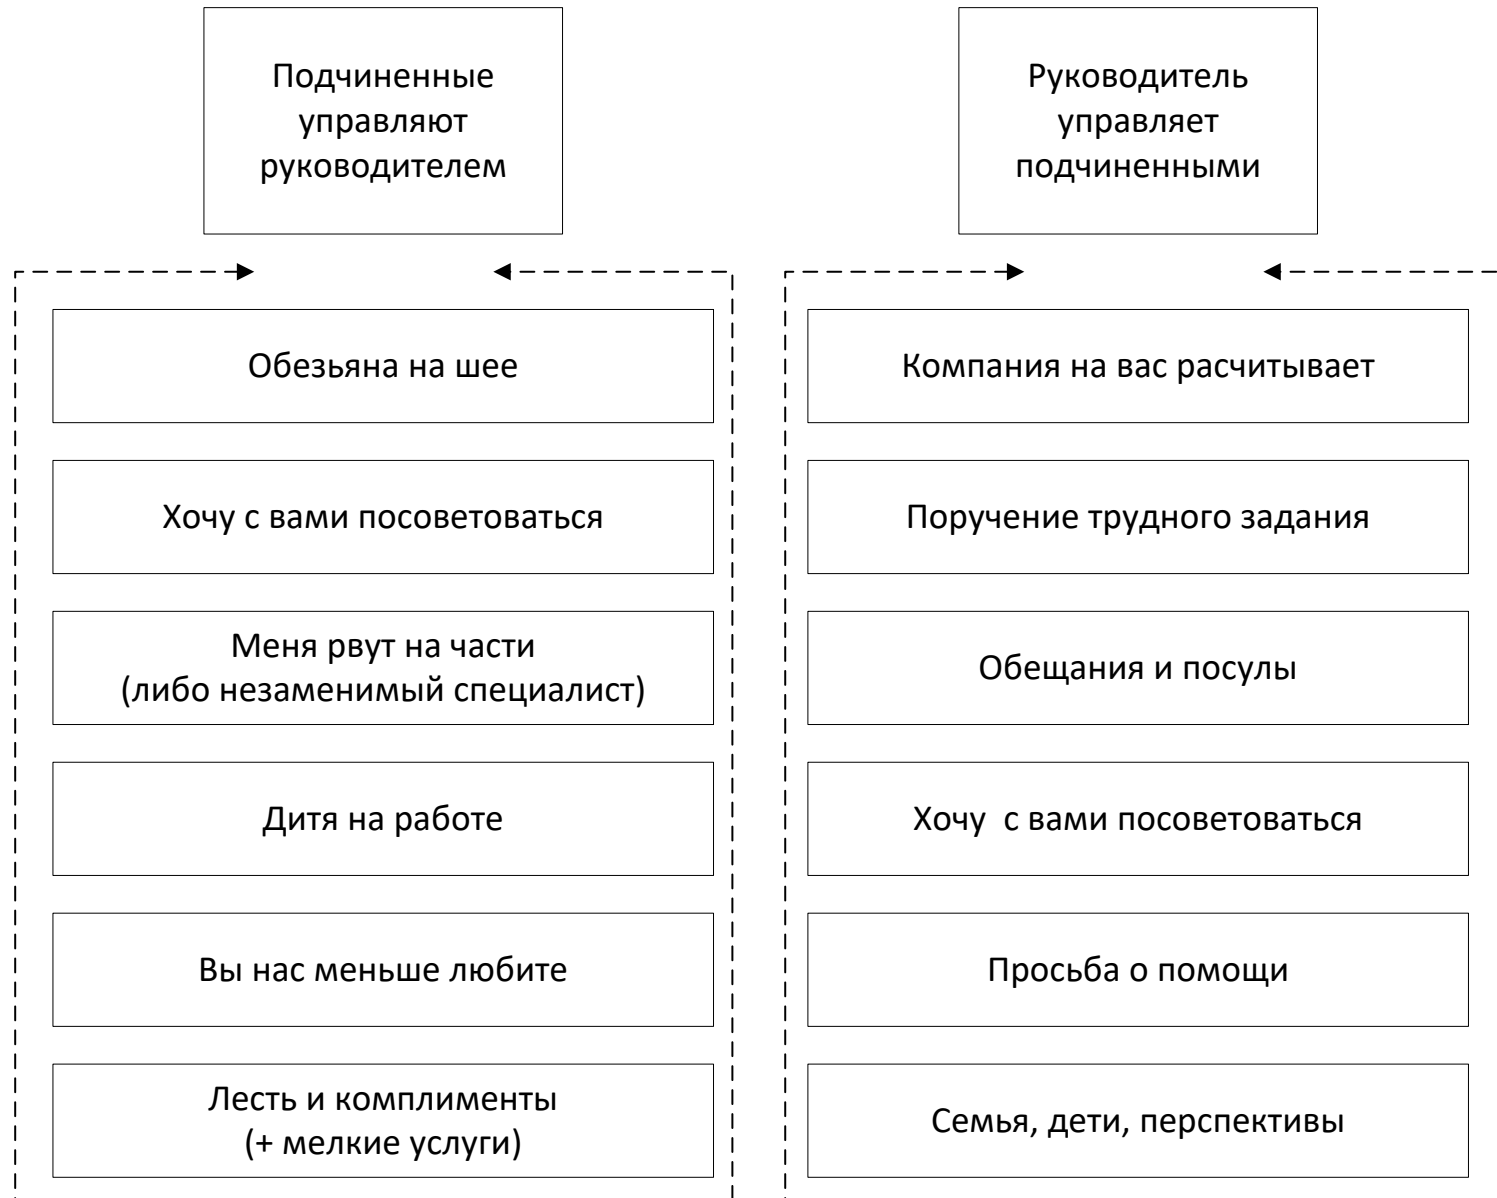 Подчиненные
управляют
руководителем
Руководитель
управляет
подчиненными
Обезьяна на шее
Хочу с вами посоветоваться
Меня рвут на части
(либо незаменимый специалист)
Дитя на работе
Вы нас меньше любите
Лесть и комплименты
(+ мелкие услуги)
Компания на вас расчитывает
Поручение трудного задания
Обещания и посулы
Хочу  с вами посоветоваться
Просьба о помощи
Семья, дети, перспективы